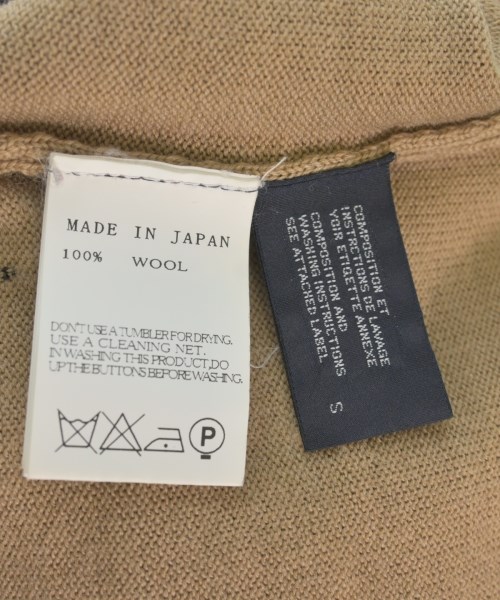 MADE IN JAPAN
100% WOOL
DON'T USE A TUMBLER FOR DRYING.
USE A CLEANING NET.
IN WASHING THIS PRODUCT,DO
UP THE BUTTONS BEFORE WASHING.
P
COMPOSITION ET
INSTRUCTIONS DE LAVAGE
VOIR ETIQETTE ANNEXE
COMPOSITION AND
WASHING INSTRUCTIONS
SEE ATTACHED LABEL
S